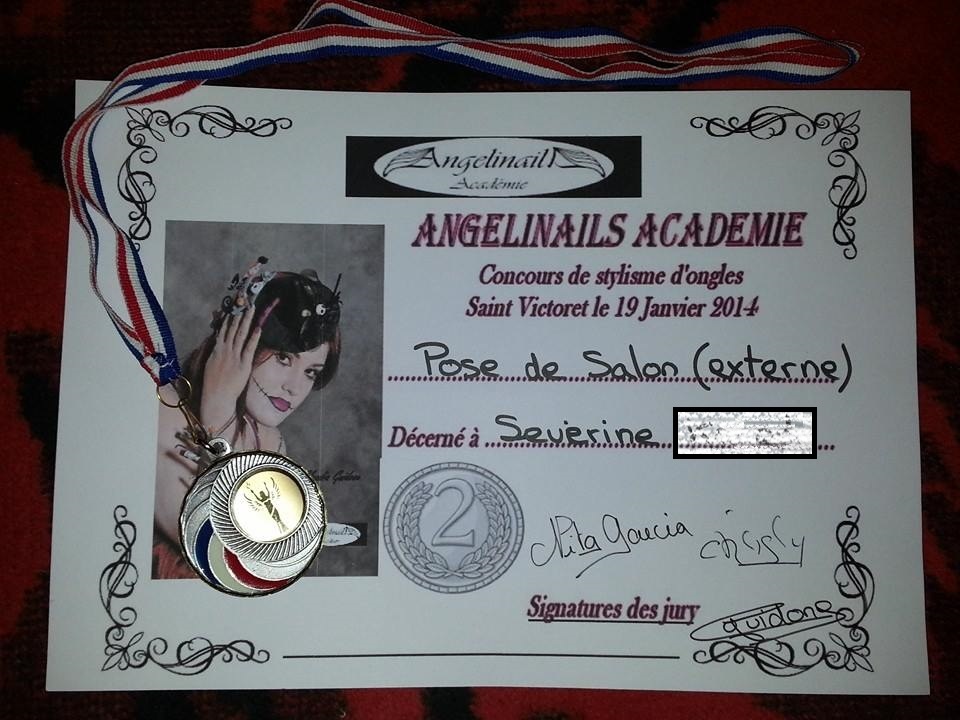 Angelinails
Académie
ANGELINAILS ACADEMIE
Concours de stylisme d'ongles
Saint Victoret le 19 Janvier 2014
Pose de Salon (externe)
Décerné à Sevèrine
2
Nita Garcia
Signatures des jury